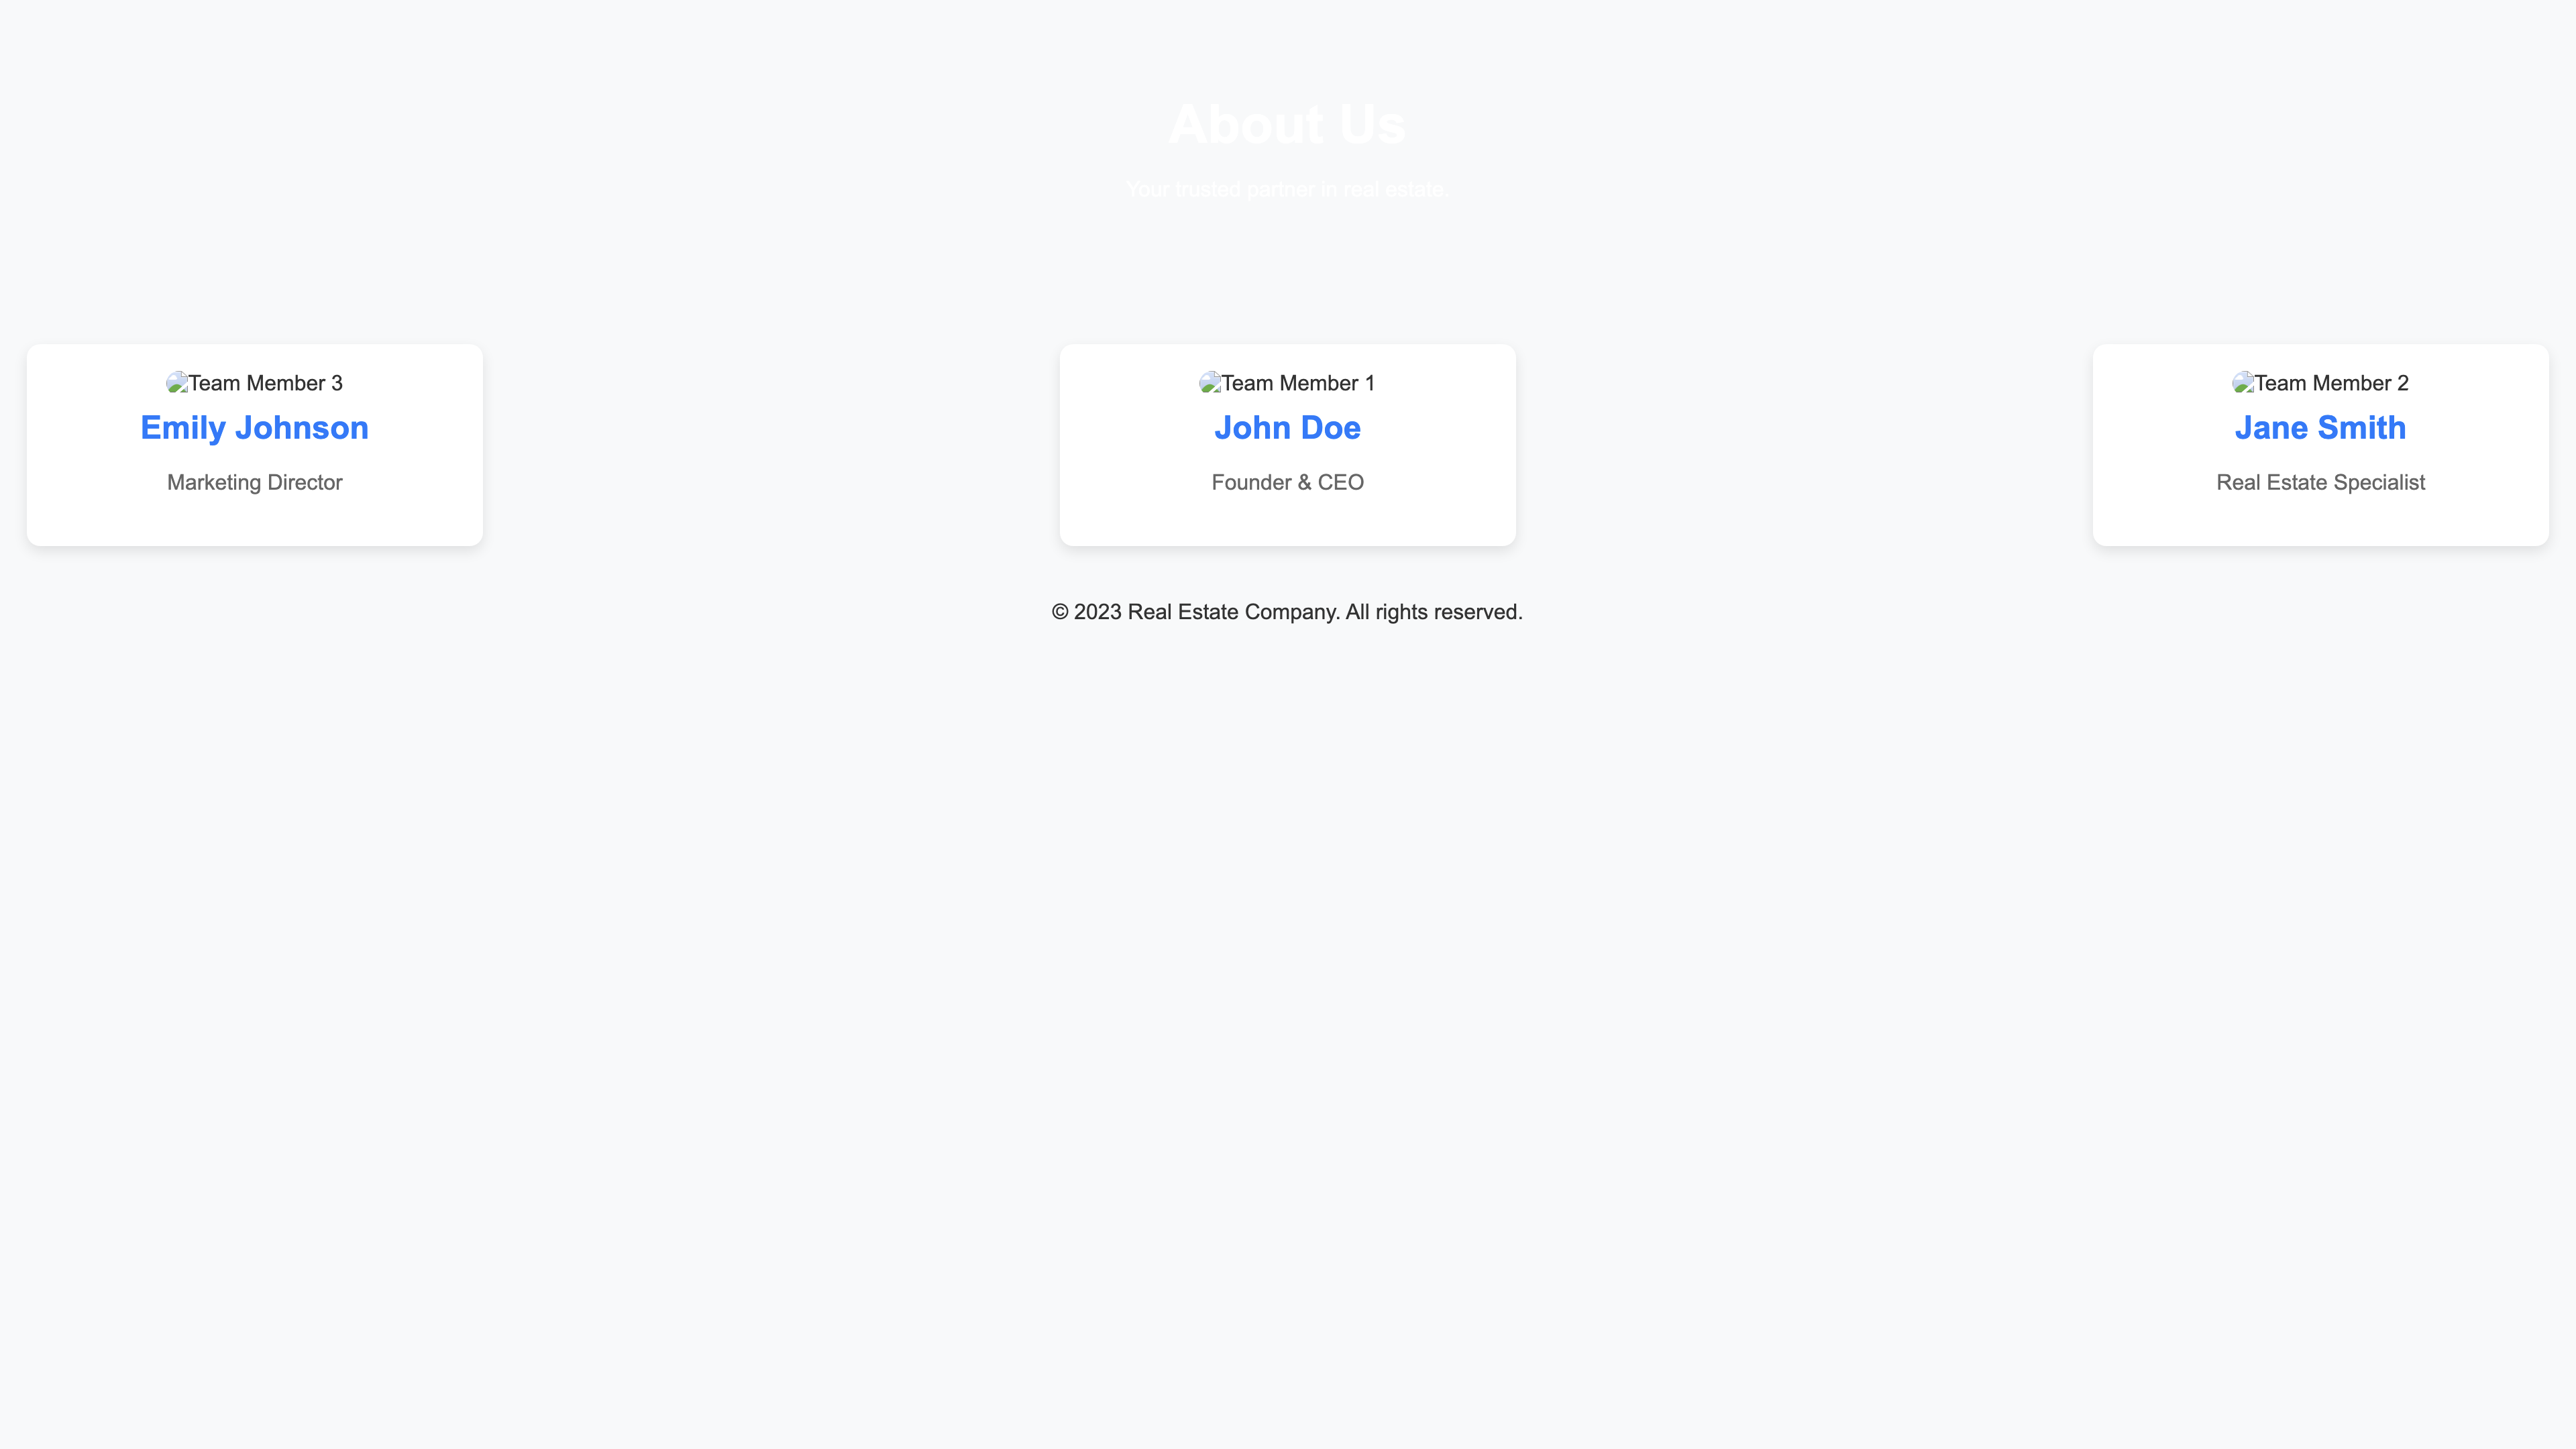 About Us
Your trusted partner in real estate.
Team Member 3
Emily Johnson
Marketing Director
Team Member 1
John Doe
Founder & CEO
Team Member 2
Jane Smith
Real Estate Specialist
© 2023 Real Estate Company. All rights reserved.